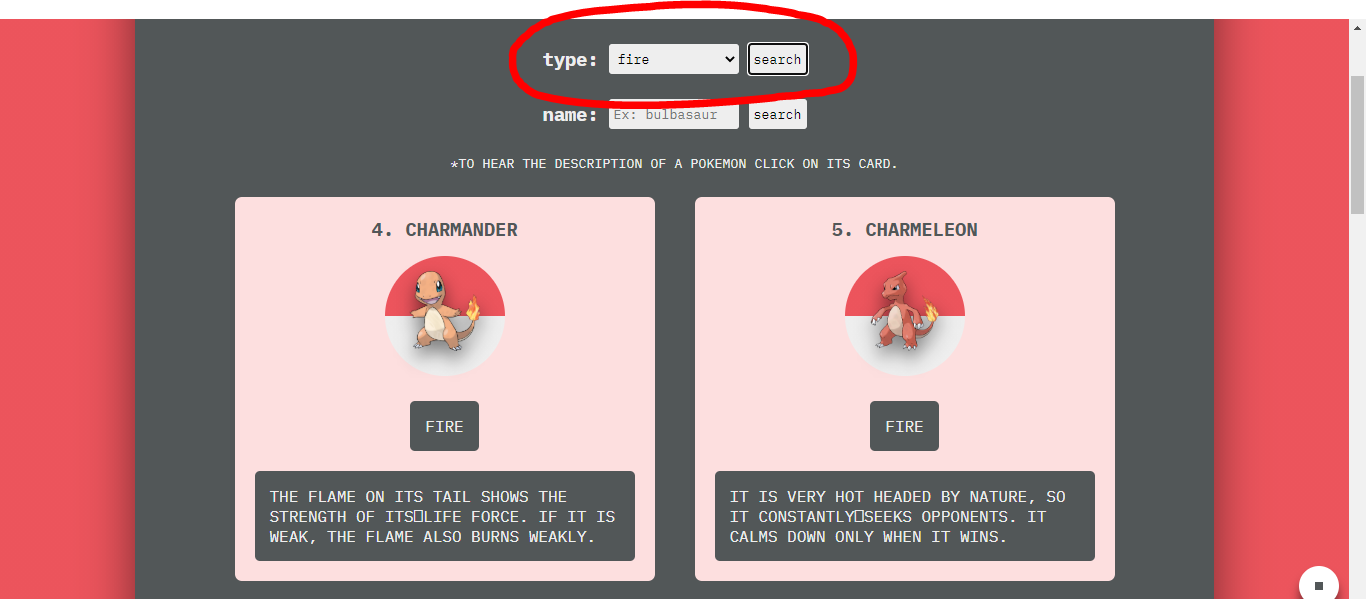 type: fire search
name: Ex: bulbasaur search
*TO HEAR THE DESCRIPTION OF A POKEMON CLICK ON ITS CARD.
4. CHARMANDER
FIRE
THE FLAME ON ITS TAIL SHOWS THE
STRENGTH OF ITS▯LIFE FORCE. IF IT IS
WEAK, THE FLAME ALSO BURNS WEAKLY.
5. CHARMELEON
FIRE
IT IS VERY HOT HEADED BY NATURE, SO
IT CONSTANTLY▯SEEKS OPPONENTS. IT
CALMS DOWN ONLY WHEN IT WINS.